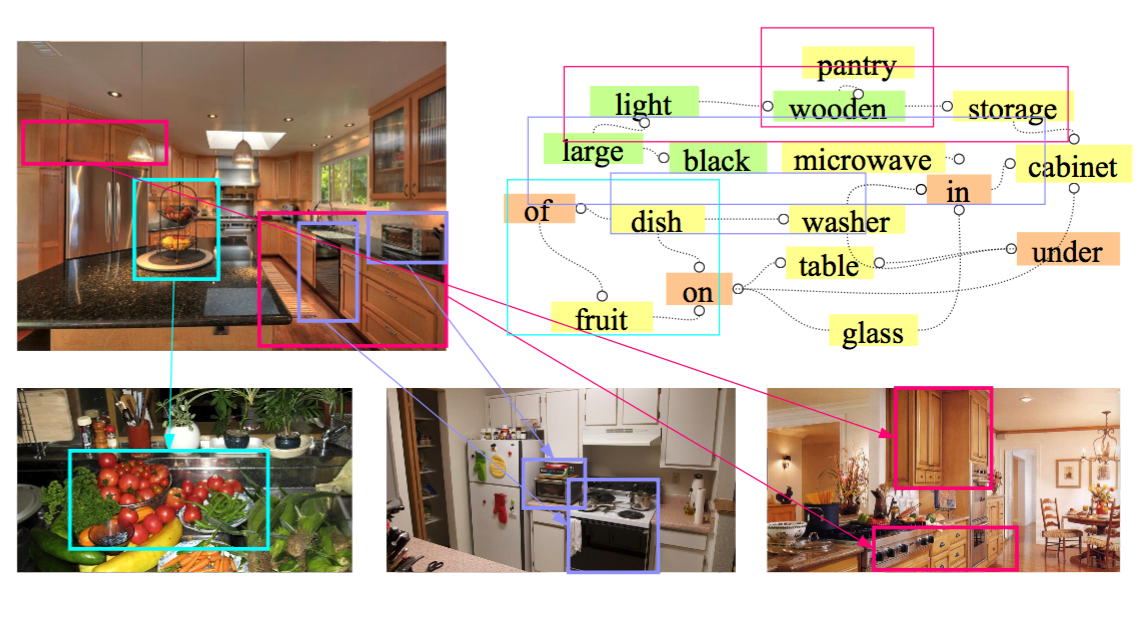 pantry
light wooden storage
large black microwave cabinet
of dish washer in
table under
fruit on
glass